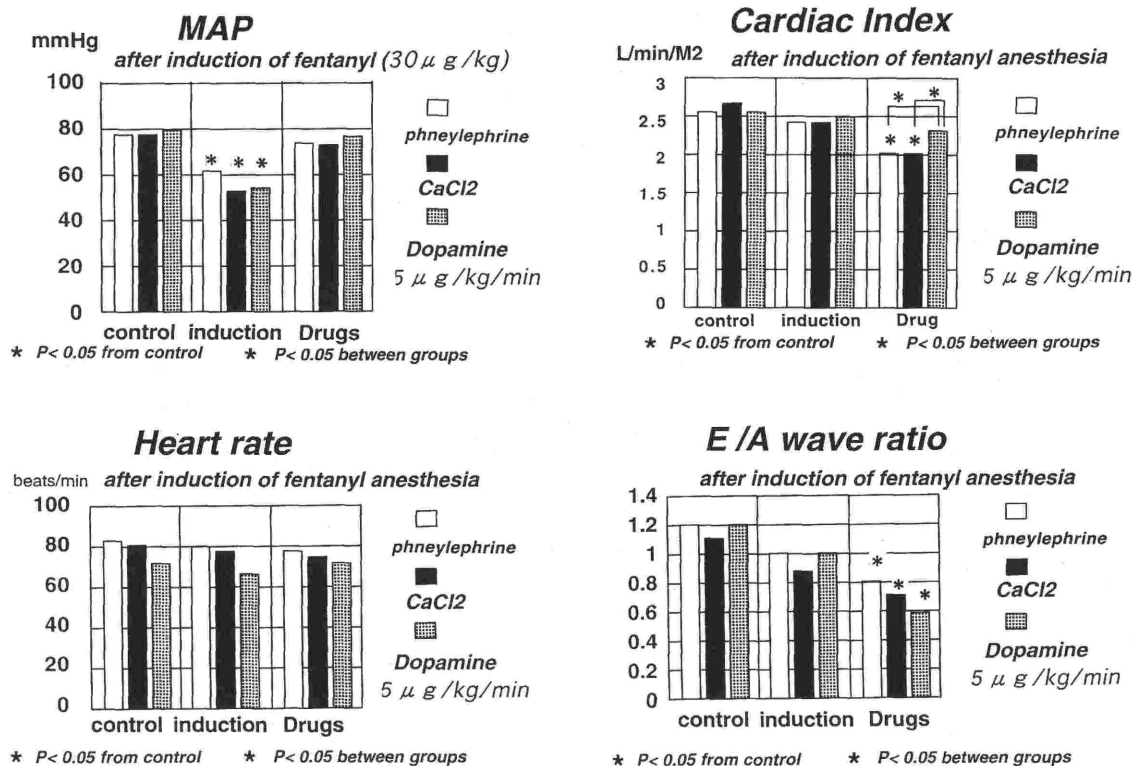 MAP
mmHg
after induction of fentanyl (30 μ g/kg)
100
80
60
40
20
0
control induction Drugs
* * *
phneylephrine
CaCl2
Dopamine
5 μ g/kg/min
* P< 0.05 from control * P< 0.05 between groups
Cardiac Index
L/min/M2
after induction of fentanyl anesthesia
3
2.5
2
1.5
1
0.5
0
control induction Drug
* *
* *
phneylephrine
CaCl2
Dopamine
5 μ g/kg/min
* P< 0.05 from control * P< 0.05 between groups
Heart rate
beats/min
after induction of fentanyl anesthesia
100
80
60
40
20
0
control induction Drugs
phneylephrine
CaCl2
Dopamine
5 μ g/kg/min
* P< 0.05 from control * P< 0.05 between groups
E/A wave ratio
after induction of fentanyl anesthesia
1.4
1.2
1
0.8
0.6
0.4
0.2
0
control induction Drugs
* * *
phneylephrine
CaCl2
Dopamine
5 μ g/kg/min
* P< 0.05 from control * P< 0.05 between groups